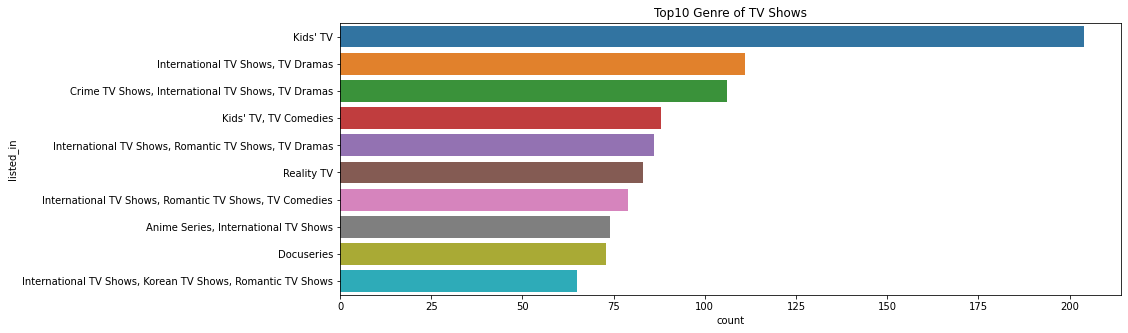 Top10 Genre of TV Shows
listed_in
Kids' TV
International TV Shows, TV Dramas
Crime TV Shows, International TV Shows, TV Dramas
Kids' TV, TV Comedies
International TV Shows, Romantic TV Shows, TV Dramas
Reality TV
International TV Shows, Romantic TV Shows, TV Comedies
Anime Series, International TV Shows
Docuseries
International TV Shows, Korean TV Shows, Romantic TV Shows
0 25 50 75 100 125 150 175 200
count